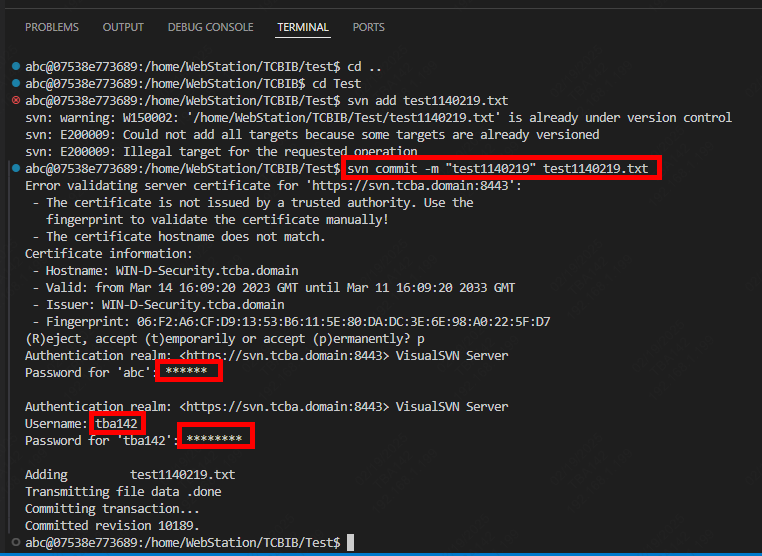 PROBLEMS OUTPUT DEBUG CONSOLE TERMINAL PORTS
abc@07538e773689:/home/WebStation/TCBIB/test$ cd ..
abc@07538e773689:/home/WebStation/TCBIB$ cd Test
abc@07538e773689:/home/WebStation/TCBIB/Test$ svn add test1140219.txt
svn: warning: W150002: '/home/WebStation/TCBIB/Test/test1140219.txt' is already under version control
svn: E200009: Could not add all targets because some targets are already versioned
svn: E200009: Illegal target for the requested operation
abc@07538e773689:/home/WebStation/TCBIB/Test$ svn commit -m "test1140219" test1140219.txt
Error validating server certificate for 'https://svn.tcba.domain:8443':
- The certificate is not issued by a trusted authority. Use the
fingerprint to validate the certificate manually!
- The certificate hostname does not match.
Certificate information:
- Hostname: WIN-D-Security.tcba.domain
- Valid: from Mar 14 16:09:20 2023 GMT until Mar 11 16:09:20 2033 GMT
- Issuer: WIN-D-Security.tcba.domain
- Fingerprint: 06:F2:A6:CF:D9:13:53:B6:11:5E:80:DA:DC:3E:6E:98:A0:22:5F:D7
(R)eject, accept (t)emporarily or accept (p)ermanently? p
Authentication realm: <https://svn.tcba.domain:8443> VisualSVN Server
Password for 'abc': ******
Authentication realm: <https://svn.tcba.domain:8443> VisualSVN Server
Username: tba142
Password for 'tba142': ********
Adding test1140219.txt
Transmitting file data .done
Committing transaction...
Committed revision 10189.
abc@07538e773689:/home/WebStation/TCBIB/Test$